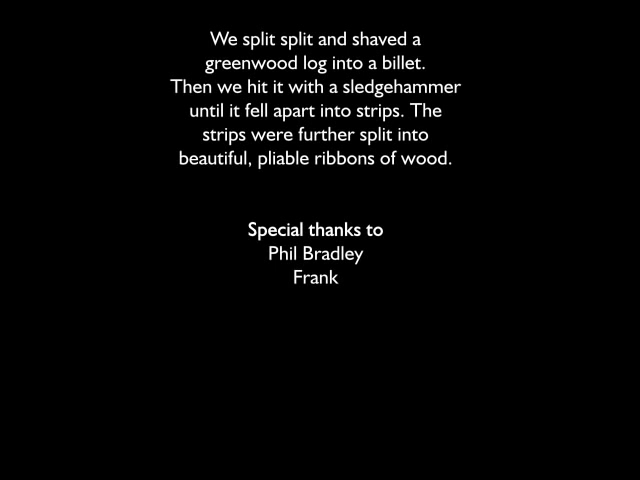 We split split and shaved a
greenwood log into a billet.
Then we hit it with a sledgehammer
until it fell apart into strips. The
strips were further split into
beautiful, pliable ribbons of wood.
Special thanks to
Phil Bradley
Frank